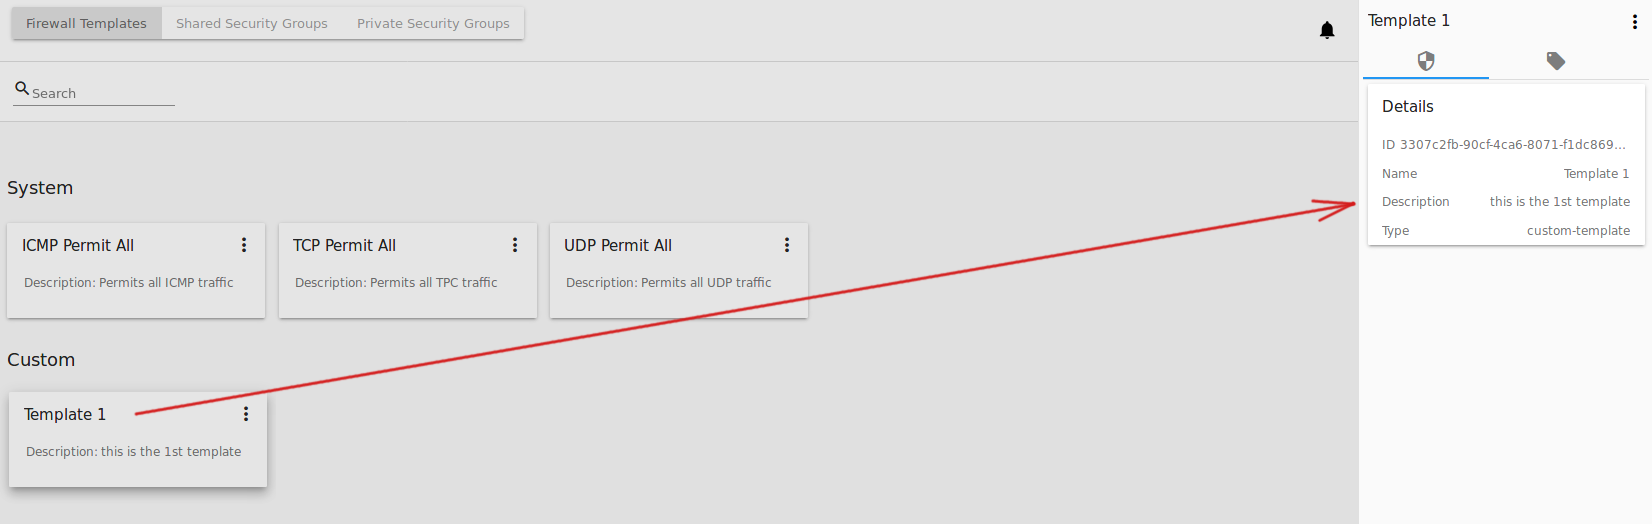 Firewall Templates Shared Security Groups Private Security Groups
Search
System
ICMP Permit All
Description: Permits all ICMP traffic
TCP Permit All
Description: Permits all TPC traffic
UDP Permit All
Description: Permits all UDP traffic
Custom
Template 1
Description: this is the 1st template
Template 1
Details
ID 3307c2fb-90cf-4ca6-8071-f1dc869...
Name Template 1
Description this is the 1st template
Type custom-template